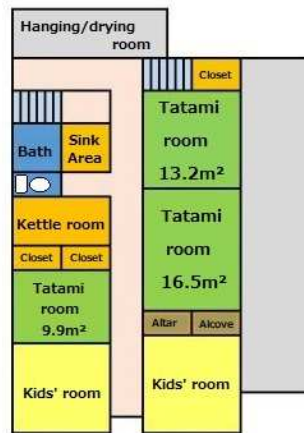 Hanging/drying
room
Closet
Tatami
room
13.2m²
Bath
Sink
Area
Kettle room
Tatami
room
16.5m²
Closet
Closet
Tatami
room
9.9m²
Altar
Alcove
Kids' room
Kids' room